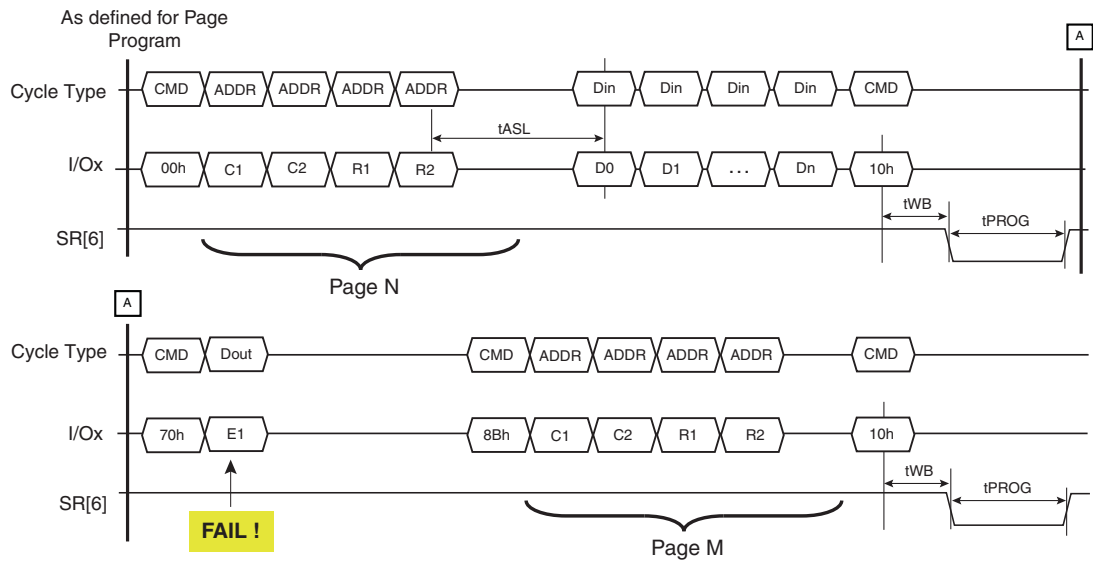 As defined for Page
Program
A
Cycle Type CMD ADDR ADDR ADDR ADDR Din Din Din Din CMD
tASL
I/Ox 00h C1 C2 R1 R2 D0 D1 ... Dn 10h
tWB
tPROG
SR[6]
Page N
A
Cycle Type CMD Dout CMD ADDR ADDR ADDR ADDR CMD
I/Ox 70h E1 8Bh C1 C2 R1 R2 10h
tWB
tPROG
SR[6]
FAIL !
Page M